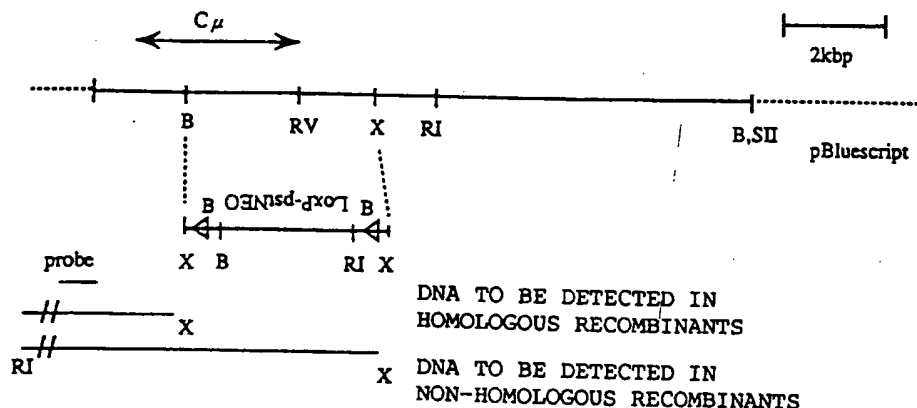 Cμ
2kbp
B RV X RI B,SII pBluescript
B LoxP-pstNEO B
X B RI X
probe
DNA TO BE DETECTED IN
HOMOLOGOUS RECOMBINANTS
X
RI X
DNA TO BE DETECTED IN
NON-HOMOLOGOUS RECOMBINANTS